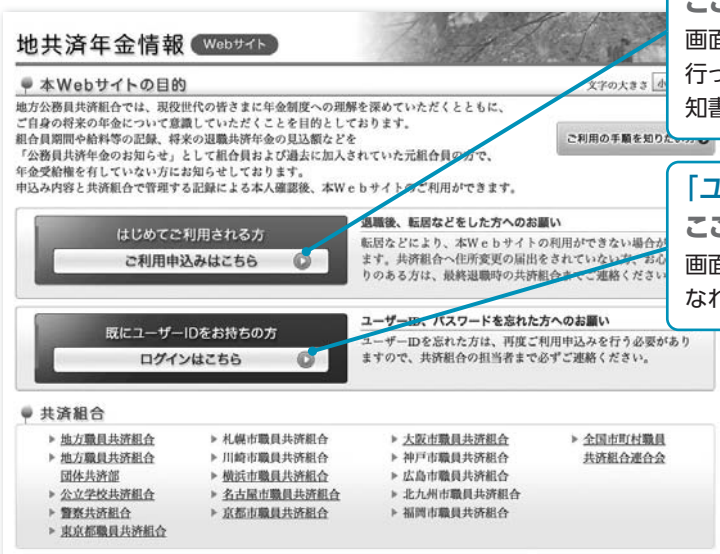 地共済年金情報 Webサイト
本Webサイトの目的
文字の大きさ 小
地方公務員共済組合では、現役世代の皆さまに年金制度への理解を深めていただくとともに、
ご自身の将来の年金について意識していただくことを目的としております。
組合員期間や給料等の記録、将来の退職共済年金の見込額などを
「公務員共済年金のお知らせ」として組合員および過去に加入されていた元組合員の方で、
年金受給権を有していない方にお知らせしております。
申込み内容と共済組合で管理する記録による本人確認後、本Webサイトのご利用ができます。
ご利用の手順を知りたい方
はじめてご利用される方
ご利用申込みはこちら
退職後、転居などをした方へのお願い
転居などにより、本Webサイトの利用ができない場合が
ます。共済組合へ住所変更の届出をされていない方、お心
りのある方は、最終退職時の共済組合までご連絡ください
既にユーザーIDをお持ちの方
ログインはこちら
ユーザーID、パスワードを忘れた方へのお願い
ユーザーIDを忘れた方は、再度ご利用申込みを行う必要があり
ますので、共済組合の担当者まで必ずご連絡ください。
画面
行っ
知書
「ユ
ここ
画面
なれ
共済組合
地方職員共済組合
地方職員共済組合
団体共済部
公立学校共済組合
警察共済組合
東京都職員共済組合
札幌市職員共済組合
川崎市職員共済組合
横浜市職員共済組合
名古屋市職員共済組合
京都市職員共済組合
大阪市職員共済組合
神戸市職員共済組合
広島市職員共済組合
北九州市職員共済組合
福岡市職員共済組合
全国市町村職員
共済組合連合会